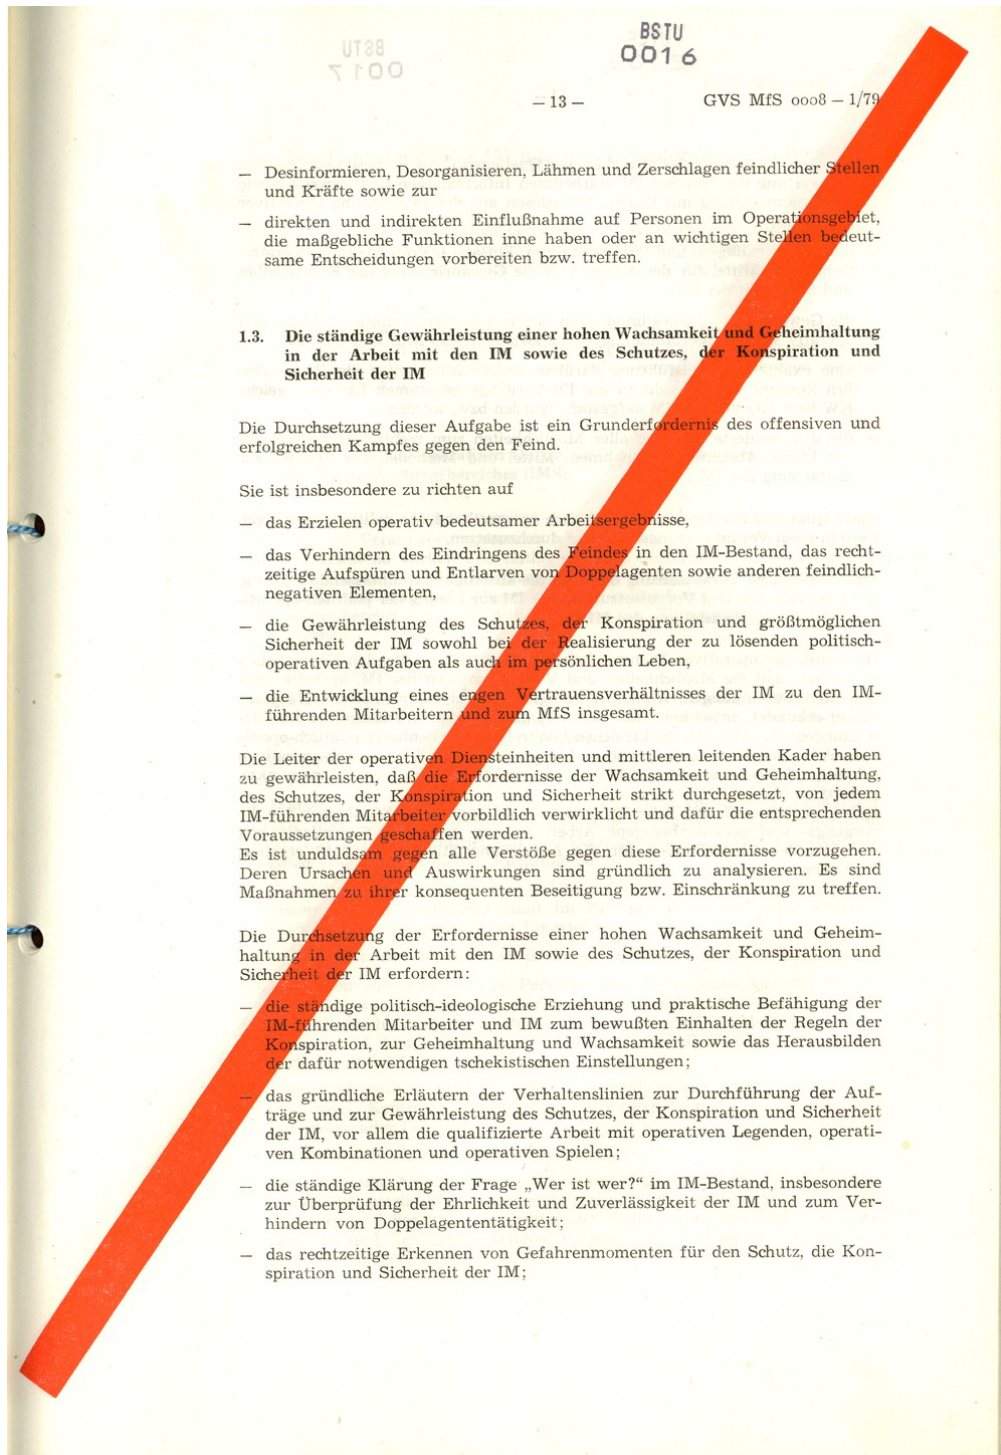 BSTU
0016
BSTU
0017
— 13 —
GVS MfS ooo8 — 1/79
— Desinformieren, Desorganisieren, Lähmen und Zerschlagen feindlicher Stellen
und Kräfte sowie zur
— direkten und indirekten Einflußnahme auf Personen im Operationsgebiet,
die maßgebliche Funktionen inne haben oder an wichtigen Stellen bedeut-
same Entscheidungen vorbereiten bzw. treffen.
1.3. Die ständige Gewährleistung einer hohen Wachsamkeit und Geheimhaltung
in der Arbeit mit den IM sowie des Schutzes, der Konspiration und
Sicherheit der IM
Die Durchsetzung dieser Aufgabe ist ein Grunderfordernis des offensiven und
erfolgreichen Kampfes gegen den Feind.
Sie ist insbesondere zu richten auf
— das Erzielen operativ bedeutsamer Arbeitsergebnisse,
— das Verhindern des Eindringens des Feindes in den IM-Bestand, das recht-
zeitige Aufspüren und Entlarven von Doppelagenten sowie anderen feindlich-
negativen Elementen,
— die Gewährleistung des Schutzes, der Konspiration und größtmöglichen
Sicherheit der IM sowohl bei der Realisierung der zu lösenden politisch-
operativen Aufgaben als auch im persönlichen Leben,
— die Entwicklung eines engen Vertrauensverhältnisses der IM zu den IM-
führenden Mitarbeitern und zum MfS insgesamt.
Die Leiter der operativen Diensteinheiten und mittleren leitenden Kader haben
zu gewährleisten, daß die Erfordernisse der Wachsamkeit und Geheimhaltung,
des Schutzes, der Konspiration und Sicherheit strikt durchgesetzt, von jedem
IM-führenden Mitarbeiter vorbildlich verwirklicht und dafür die entsprechenden
Voraussetzungen geschaffen werden.
Es ist unduldsam gegen alle Verstöße gegen diese Erfordernisse vorzugehen.
Deren Ursachen und Auswirkungen sind gründlich zu analysieren. Es sind
Maßnahmen zu ihrer konsequenten Beseitigung bzw. Einschränkung zu treffen.
Die Durchsetzung der Erfordernisse einer hohen Wachsamkeit und Geheim-
haltung in der Arbeit mit den IM sowie des Schutzes, der Konspiration und
Sicherheit der IM erfordern:
— die ständige politisch-ideologische Erziehung und praktische Befähigung der
IM-führenden Mitarbeiter und IM zum bewußten Einhalten der Regeln der
Konspiration, zur Geheimhaltung und Wachsamkeit sowie das Herausbilden
der dafür notwendigen tschekistischen Einstellungen;
— das gründliche Erläutern der Verhaltenslinien zur Durchführung der Auf-
träge und zur Gewährleistung des Schutzes, der Konspiration und Sicherheit
der IM, vor allem die qualifizierte Arbeit mit operativen Legenden, operati-
ven Kombinationen und operativen Spielen;
— die ständige Klärung der Frage „Wer ist wer?“ im IM-Bestand, insbesondere
zur Überprüfung der Ehrlichkeit und Zuverlässigkeit der IM und zum Ver-
hindern von Doppelagententätigkeit;
— das rechtzeitige Erkennen von Gefahrenmomenten für den Schutz, die Kon-
spiration und Sicherheit der IM;